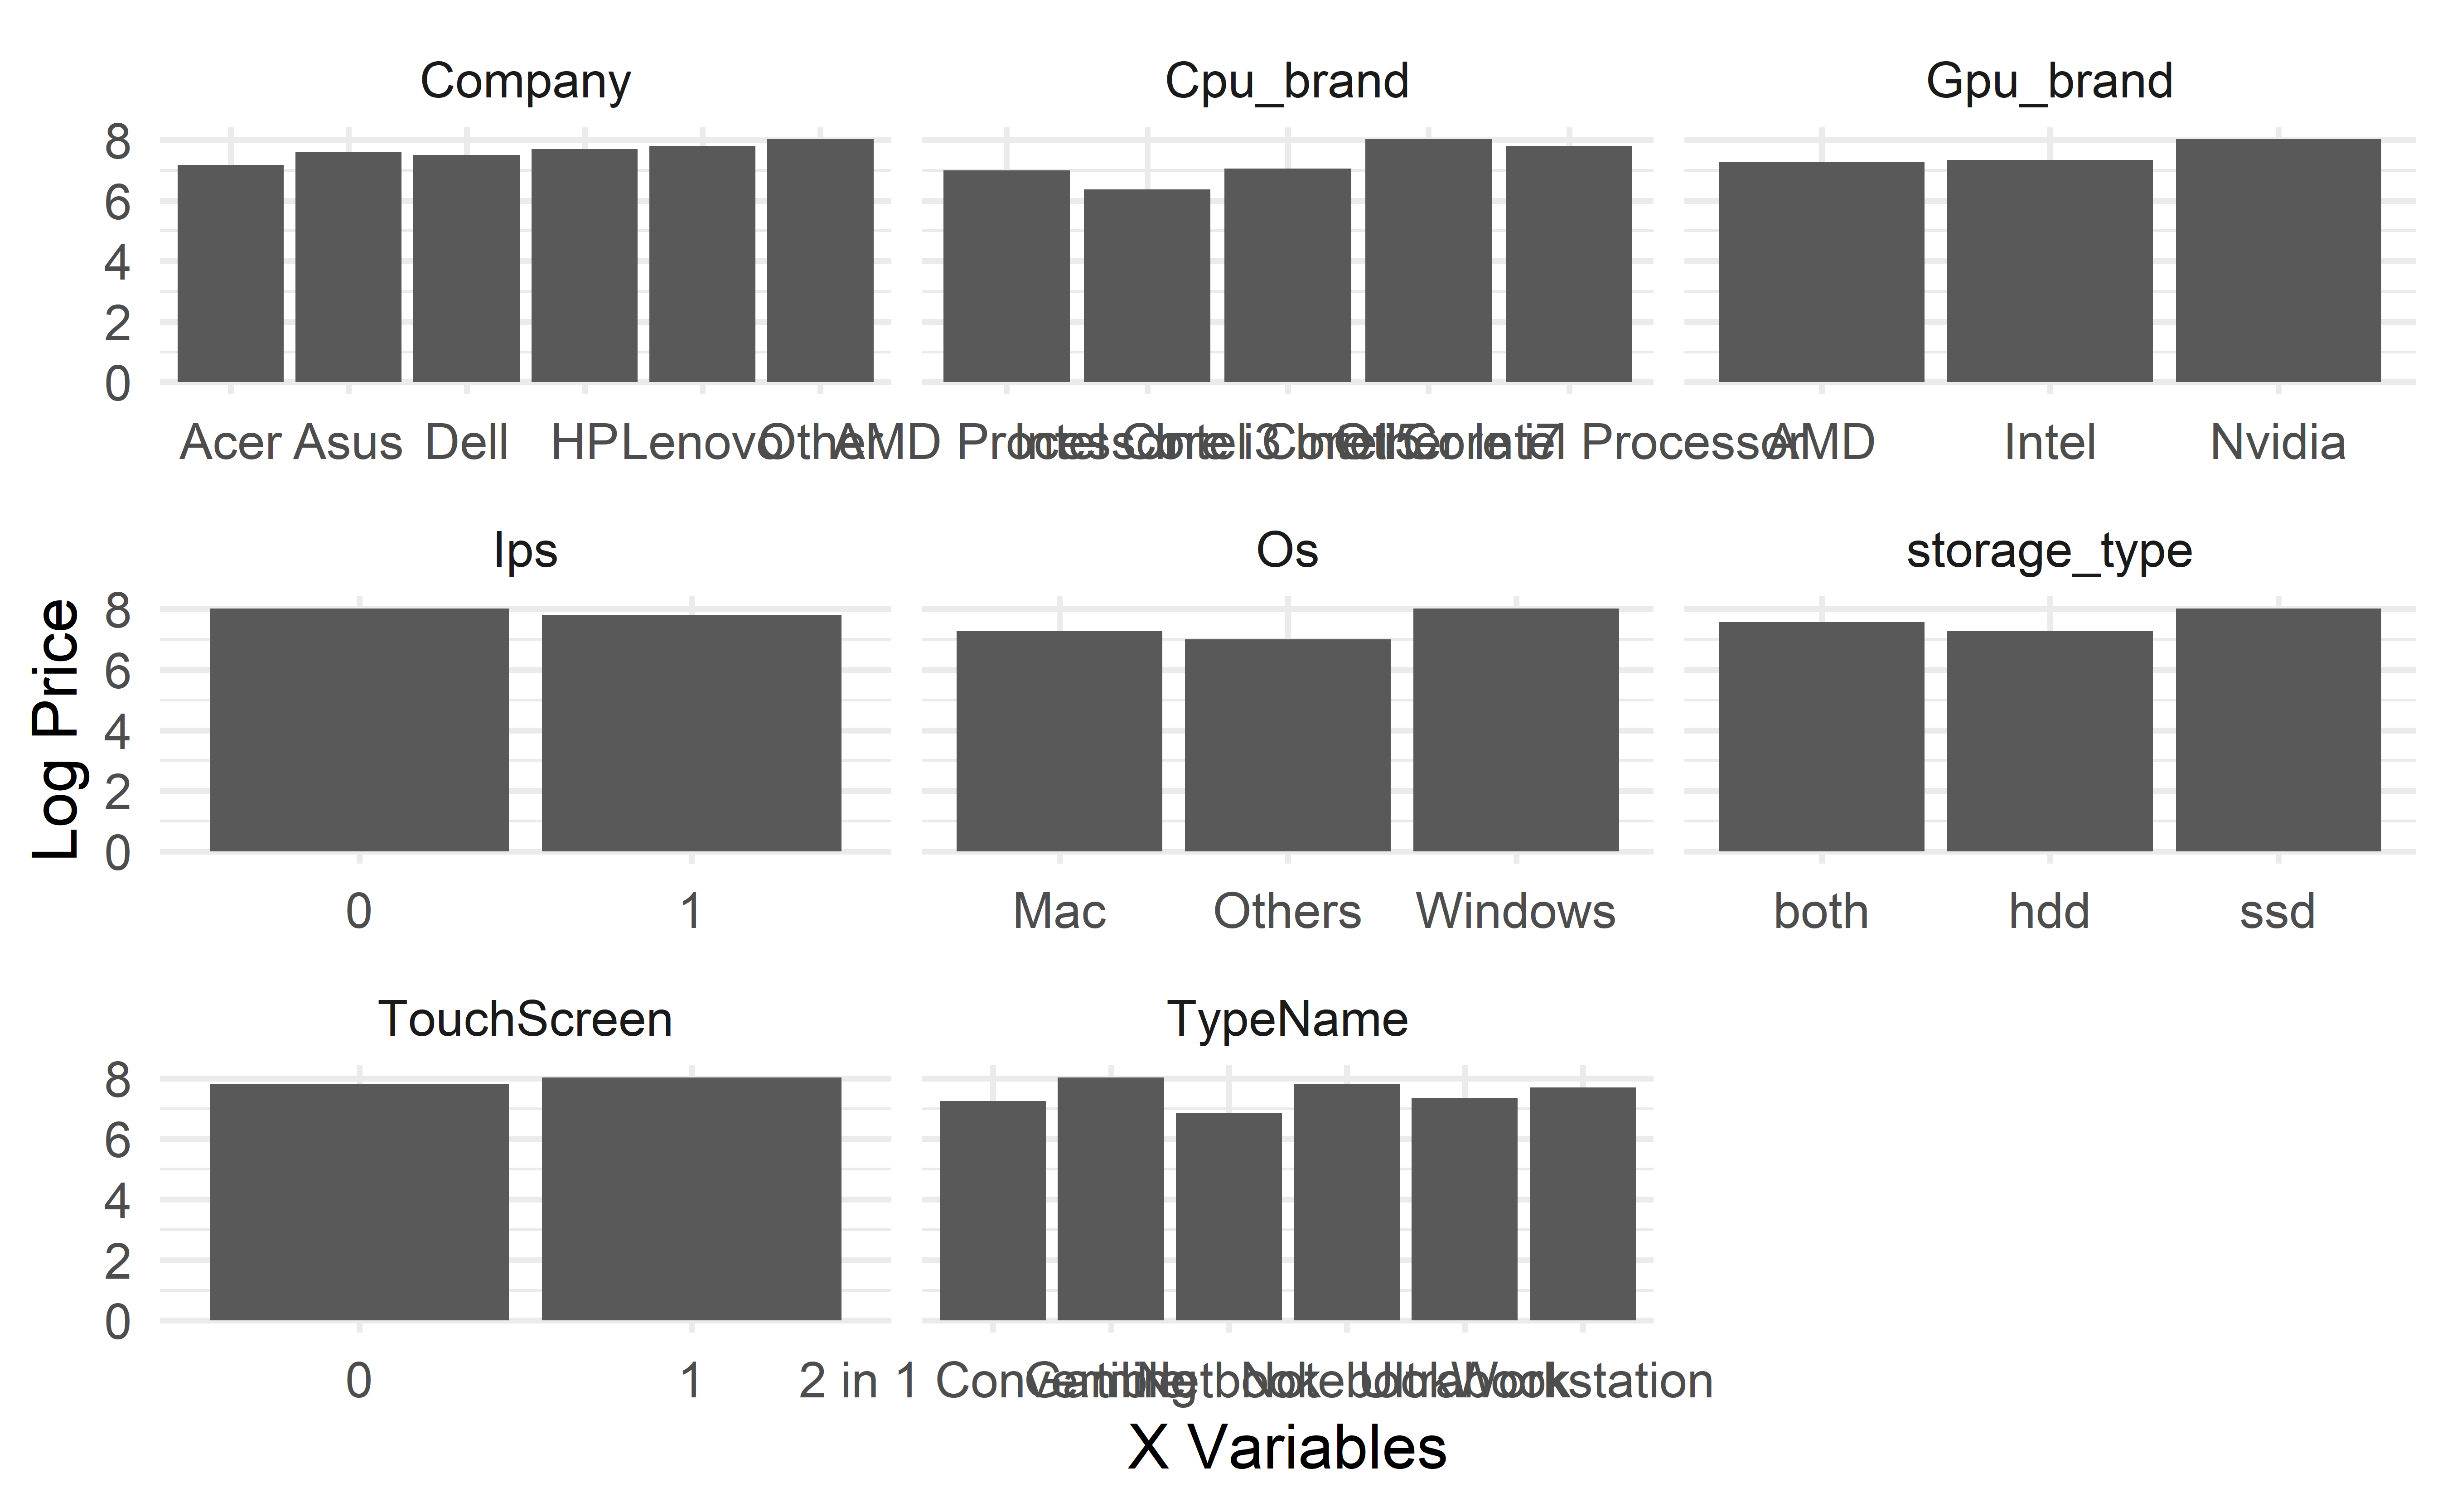 Company
Cpu_brand
Gpu_brand
8
6
4
2
0
Acer
Asus
Dell
HP
Lenovo
Other
AMD Processor
Intel Core i3
Intel Core i5
Intel Core i7
Other Intel Processor
AMD
Intel
Nvidia
Ips
Os
storage_type
8
6
4
2
0
0
1
Mac
Others
Windows
both
hdd
ssd
Log Price
TouchScreen
TypeName
8
6
4
2
0
0
1
2 in 1 Convertible
Gaming
Netbook
Notebook
Ultrabook
Workstation
X Variables